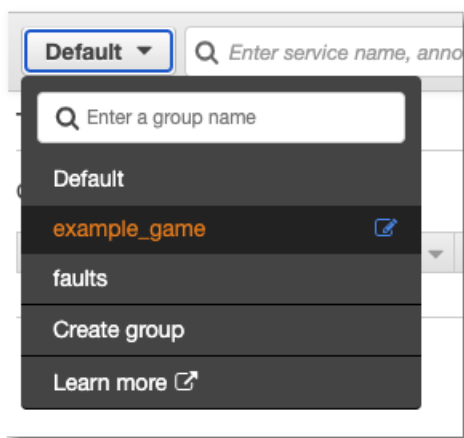 Default
Enter service name, anno
Enter a group name
Default
example_game
faults
Create group
Learn more